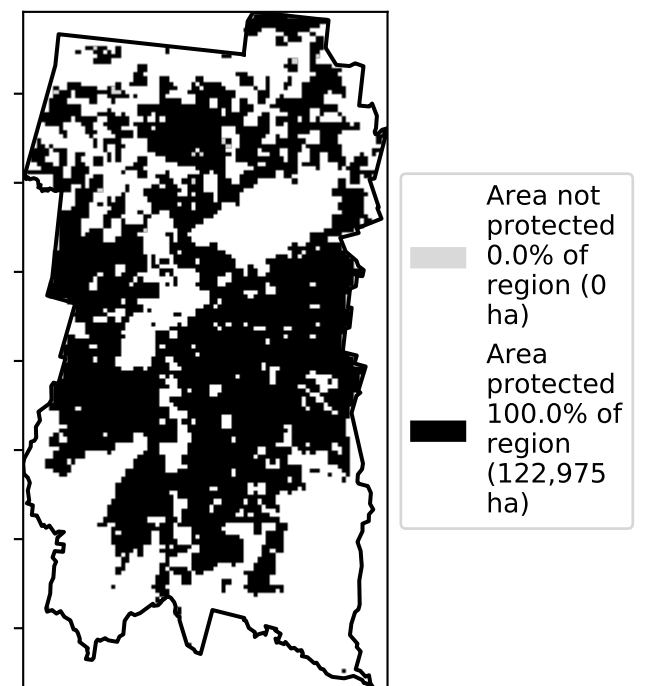 Area not
protected
0.0% of
region (0
ha)
Area
protected
100.0% of
region
(122,975
ha)